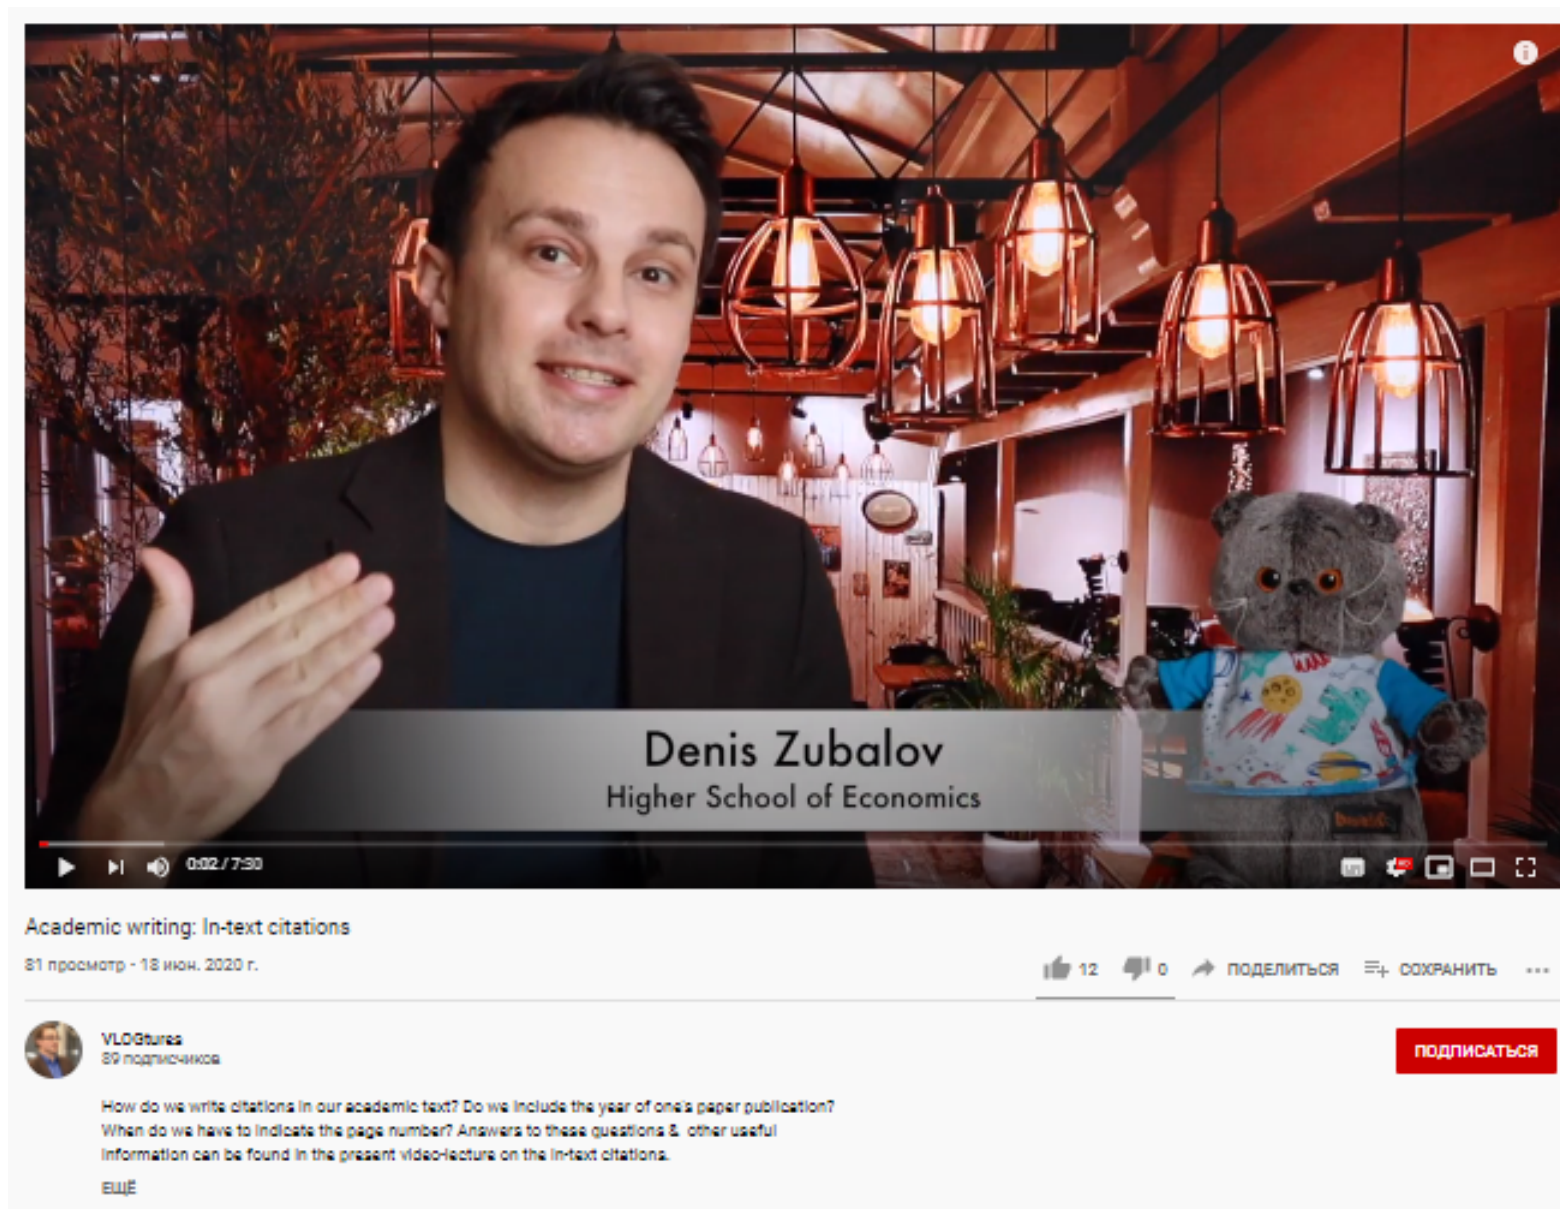 Denis Zubalov
Higher School of Economics
0:02 / 7:30
Academic writing: In-text citations
81 просмотр • 18 июн. 2020 г.
12 0 ПОДЕЛИТЬСЯ СОХРАНИТЬ
VLOGtures
89 подписчиков
ПОДПИСАТЬСЯ
How do we write citations in our academic text? Do we include the year of one's paper publication?
When do we have to indicate the page number? Answers to these questions & other useful
information can be found in the present video-lecture on the in-text citations.
ЕЩЁ